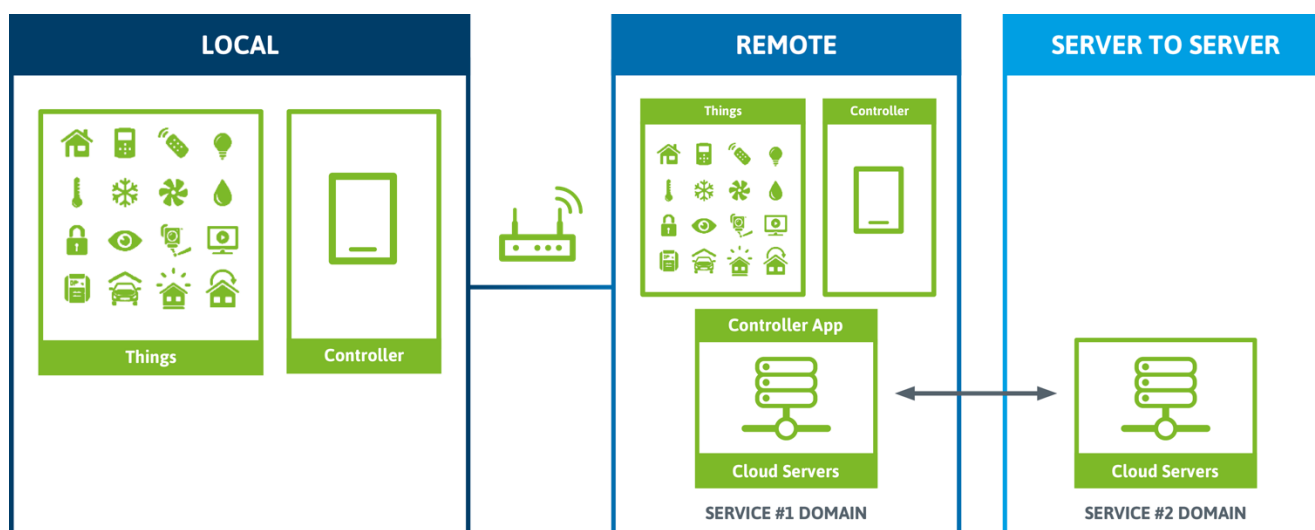 LOCAL
Things
Controller
REMOTE
Things
Controller
Controller App
Cloud Servers
SERVICE #1 DOMAIN
SERVER TO SERVER
Cloud Servers
SERVICE #2 DOMAIN